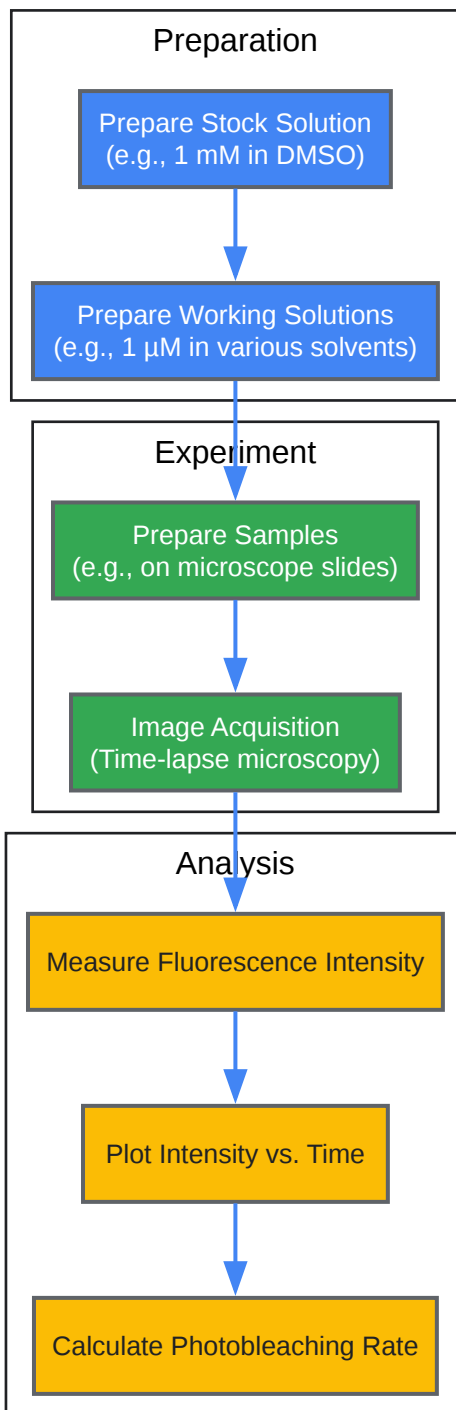 Preparation
Prepare Stock Solution
(e.g., 1 mM in DMSO)
Prepare Working Solutions
(e.g., 1 µM in various solvents)
Experiment
Prepare Samples
(e.g., on microscope slides)
Image Acquisition
(Time-lapse microscopy)
Analysis
Measure Fluorescence Intensity
Plot Intensity vs. Time
Calculate Photobleaching Rate